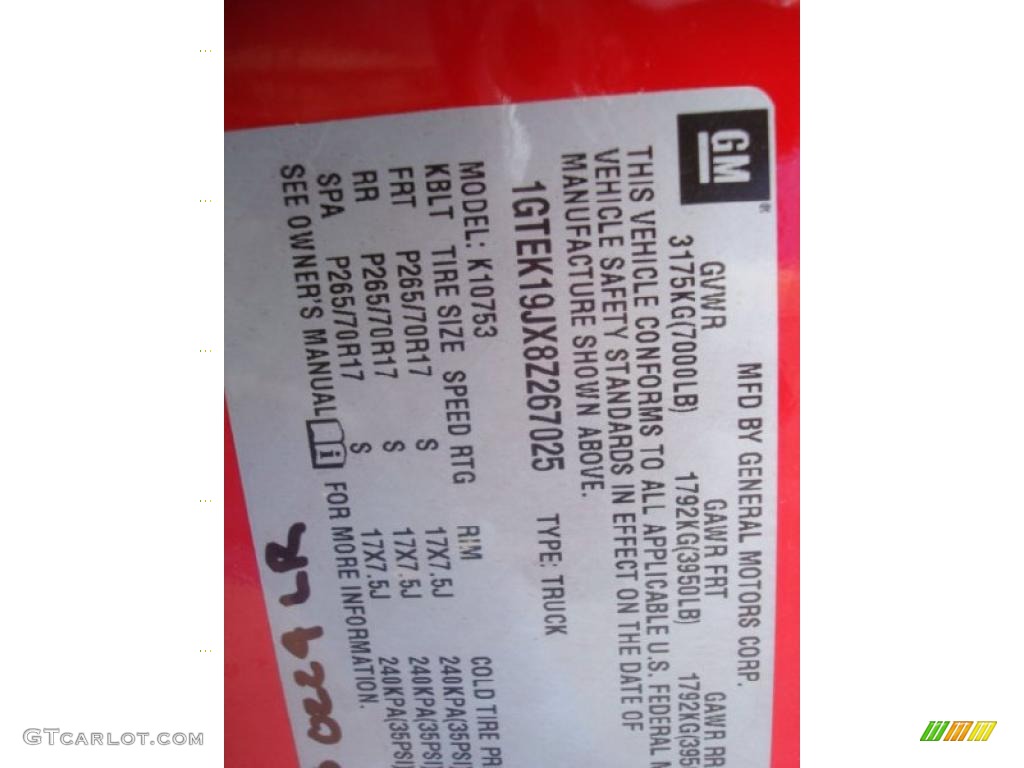 GM
®
MFD BY GENERAL MOTORS CORP.
GVWR GAWR FRT GAWR RR
3175KG(7000LB) 1792KG(3950LB) 1792KG(395
THIS VEHICLE CONFORMS TO ALL APPLICABLE U.S. FEDERAL
VEHICLE SAFETY STANDARDS IN EFFECT ON THE DATE OF
MANUFACTURE SHOWN ABOVE.
1GTEK19JX8Z267025 TYPE: TRUCK
MODEL: K10753
KBLT TIRE SIZE SPEED RTG RIM COLD TIRE PR
FRT P265/70R17 S 17X7.5J 240KPA(35PSI)
RR P265/70R17 S 17X7.5J 240KPA(35PSI)
SPA P265/70R17 S 17X7.5J 240KPA(35PSI)
SEE OWNER'S MANUAL FOR MORE INFORMATION.
GTCARLOT.COM